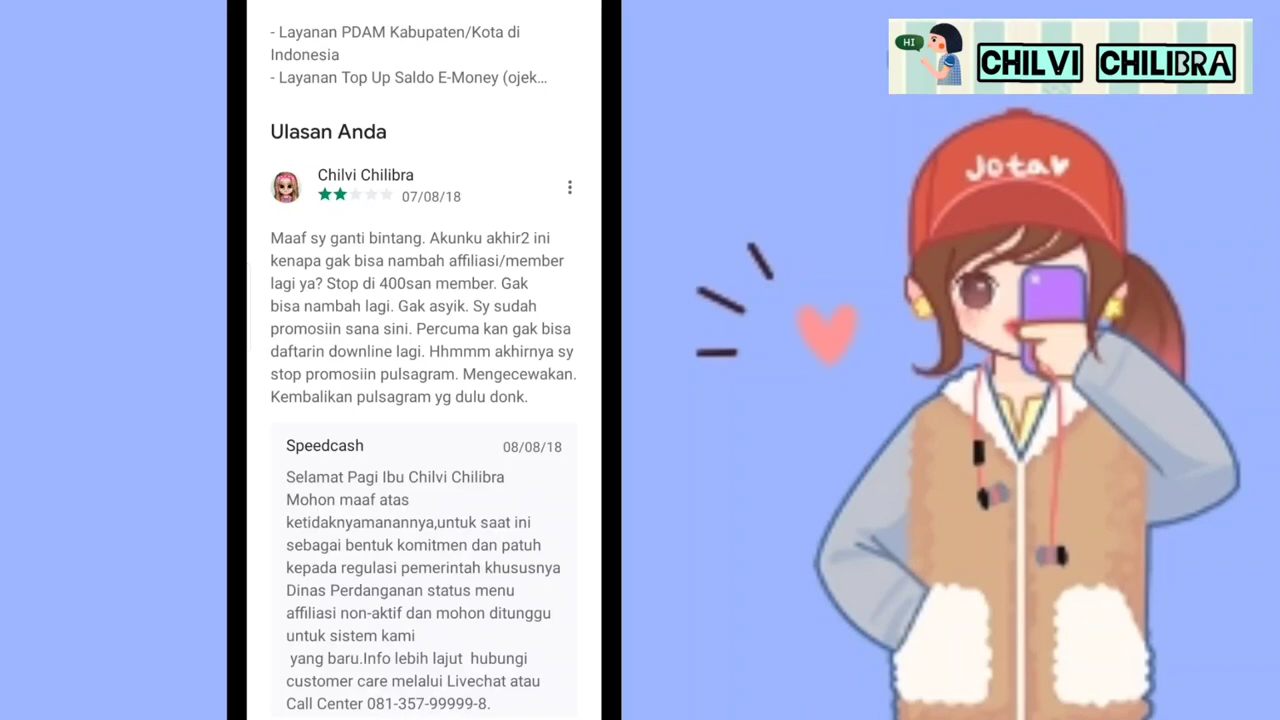 - Layanan PDAM Kabupaten/Kota di
Indonesia
- Layanan Top Up Saldo E-Money (ojek...
Ulasan Anda
Chilvi Chilibra
07/08/18
Maaf sy ganti bintang. Akunku akhir2 ini
kenapa gak bisa nambah affiliasi/member
lagi ya? Stop di 400san member. Gak
bisa nambah lagi. Gak asyik. Sy sudah
promosiin sana sini. Percuma kan gak bisa
daftarin downline lagi. Hhmmm akhirnya sy
stop promosiin pulsagram. Mengecewakan.
Kembalikan pulsagram yg dulu donk.
Speedcash 08/08/18
Selamat Pagi Ibu Chilvi Chilibra
Mohon maaf atas
ketidaknyamanannya,untuk saat ini
sebagai bentuk komitmen dan patuh
kepada regulasi pemerintah khususnya
Dinas Perdanganan status menu
affiliasi non-aktif dan mohon ditunggu
untuk sistem kami
yang baru.Info lebih lajut hubungi
customer care melalui Livechat atau
Call Center 081-357-99999-8.
HI
CHILVI CHILIBRA
Jota